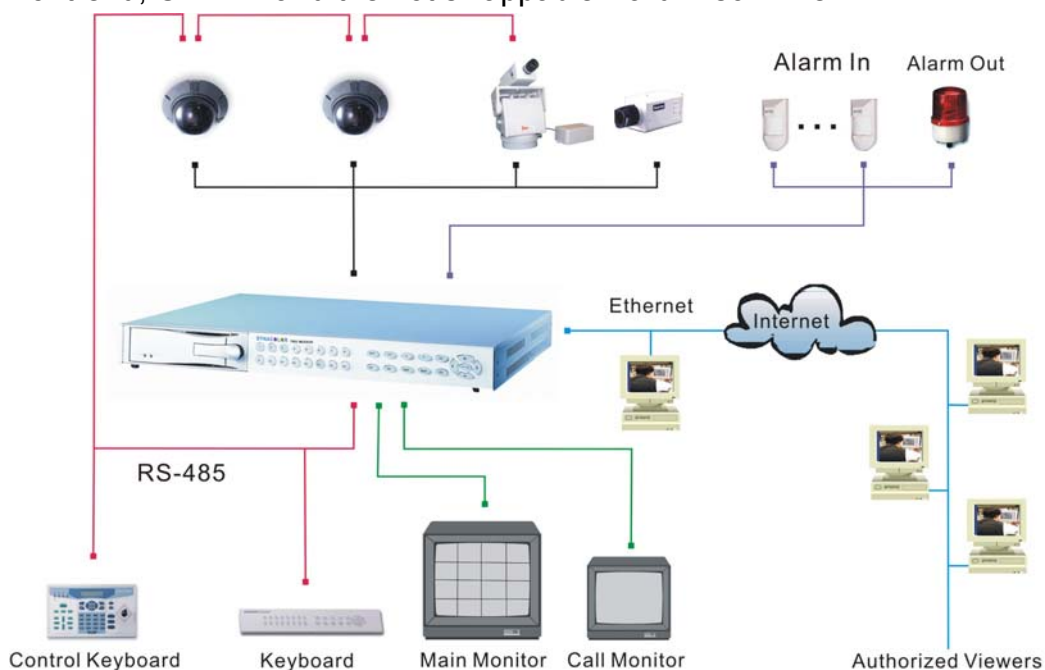 Alarm In
Alarm Out
Ethernet
Internet
RS-485
Control Keyboard
Keyboard
Main Monitor
Call Monitor
Authorized Viewers